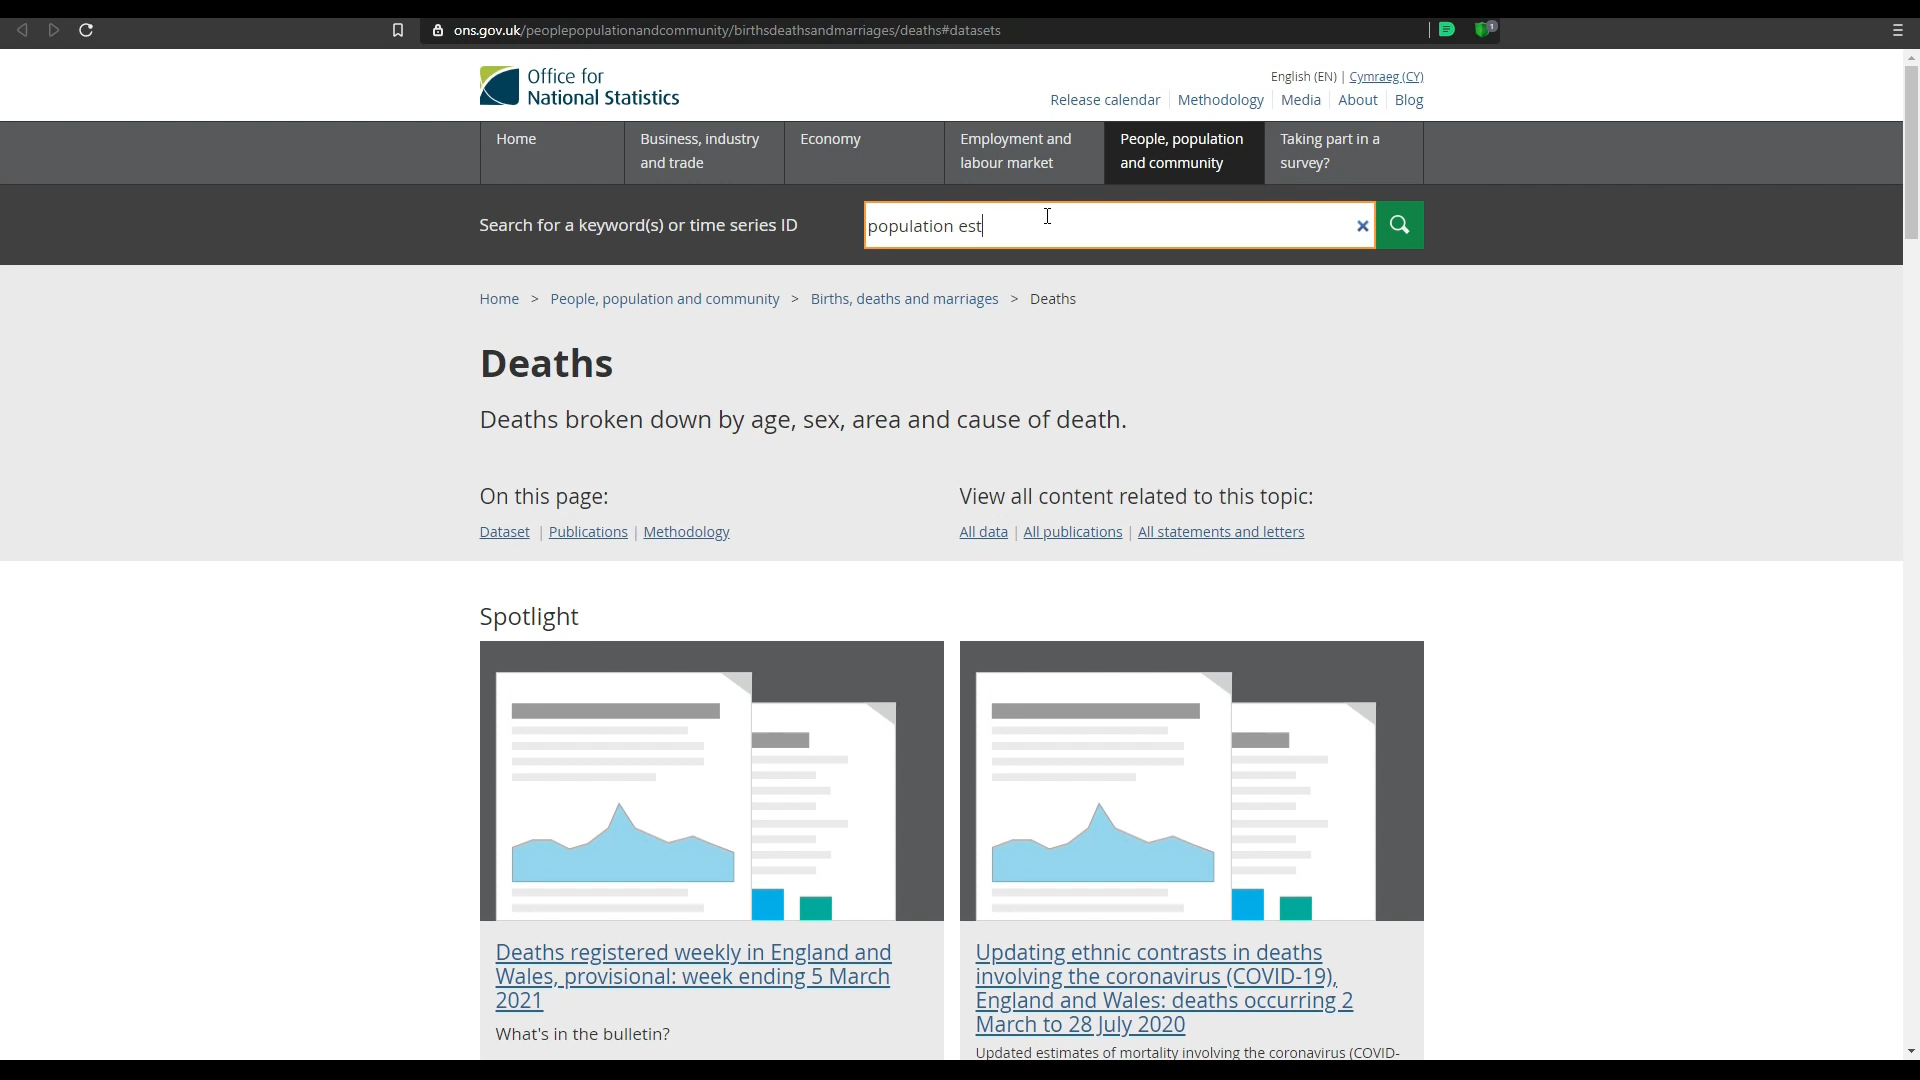 ons.gov.uk/peoplepopulationandcommunity/birthsdeathsandmarriages/deaths#datasets
1
Office for
National Statistics
English (EN) | Cymraeg (CY)
Release calendar Methodology Media About Blog
Home
Business, industry
and trade
Economy
Employment and
labour market
People, population
and community
Taking part in a
survey?
Search for a keyword(s) or time series ID
population est
Home > People, population and community > Births, deaths and marriages > Deaths
Deaths
Deaths broken down by age, sex, area and cause of death.
On this page:
Dataset | Publications | Methodology
View all content related to this topic:
All data | All publications | All statements and letters
Spotlight
Deaths registered weekly in England and
Wales, provisional: week ending 5 March
2021
What's in the bulletin?
Updating ethnic contrasts in deaths
involving the coronavirus (COVID-19),
England and Wales: deaths occurring 2
March to 28 July 2020
Updated estimates of mortality involving the coronavirus (COVID-